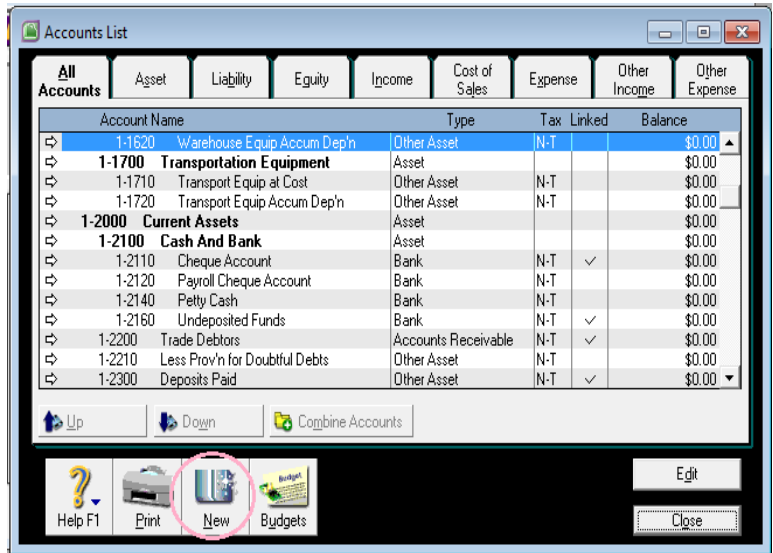 Accounts List
All Accounts Asset Liability Equity Income Cost of Sales Expense Other Income Other Expense
Account Name Type Tax Linked Balance
1-1620 Warehouse Equip Accum Dep'n Other Asset N-T $0.00
1-1700 Transportation Equipment Asset $0.00
1-1710 Transport Equip at Cost Other Asset N-T $0.00
1-1720 Transport Equip Accum Dep'n Other Asset N-T $0.00
1-2000 Current Assets Asset $0.00
1-2100 Cash And Bank Asset $0.00
1-2110 Cheque Account Bank N-T ✓ $0.00
1-2120 Payroll Cheque Account Bank N-T $0.00
1-2140 Petty Cash Bank N-T $0.00
1-2160 Undeposited Funds Bank N-T ✓ $0.00
1-2200 Trade Debtors Accounts Receivable N-T ✓ $0.00
1-2210 Less Prov'n for Doubtful Debts Other Asset N-T $0.00
1-2300 Deposits Paid Other Asset N-T ✓ $0.00
Up Down Combine Accounts
Budget
Edit
Help F1 Print New Budgets Close